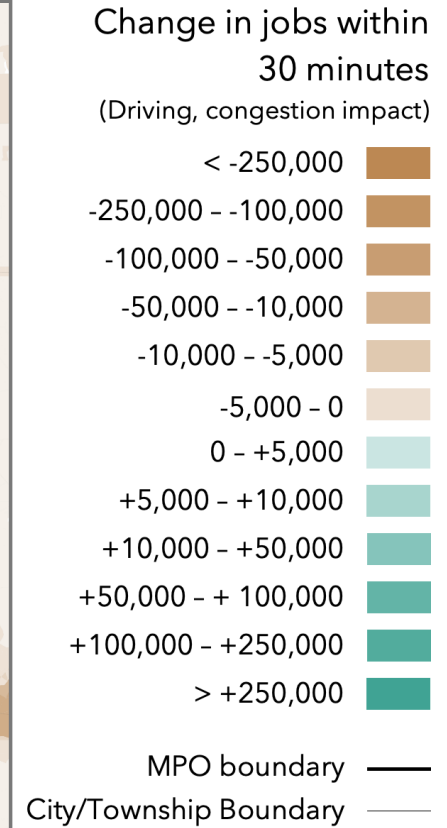 Change in jobs within
30 minutes
(Driving, congestion impact)
< -250,000
-250,000 – -100,000
-100,000 – -50,000
-50,000 – -10,000
-10,000 – -5,000
-5,000 – 0
0 – +5,000
+5,000 – +10,000
+10,000 – +50,000
+50,000 – + 100,000
+100,000 – +250,000
> +250,000
MPO boundary
City/Township Boundary